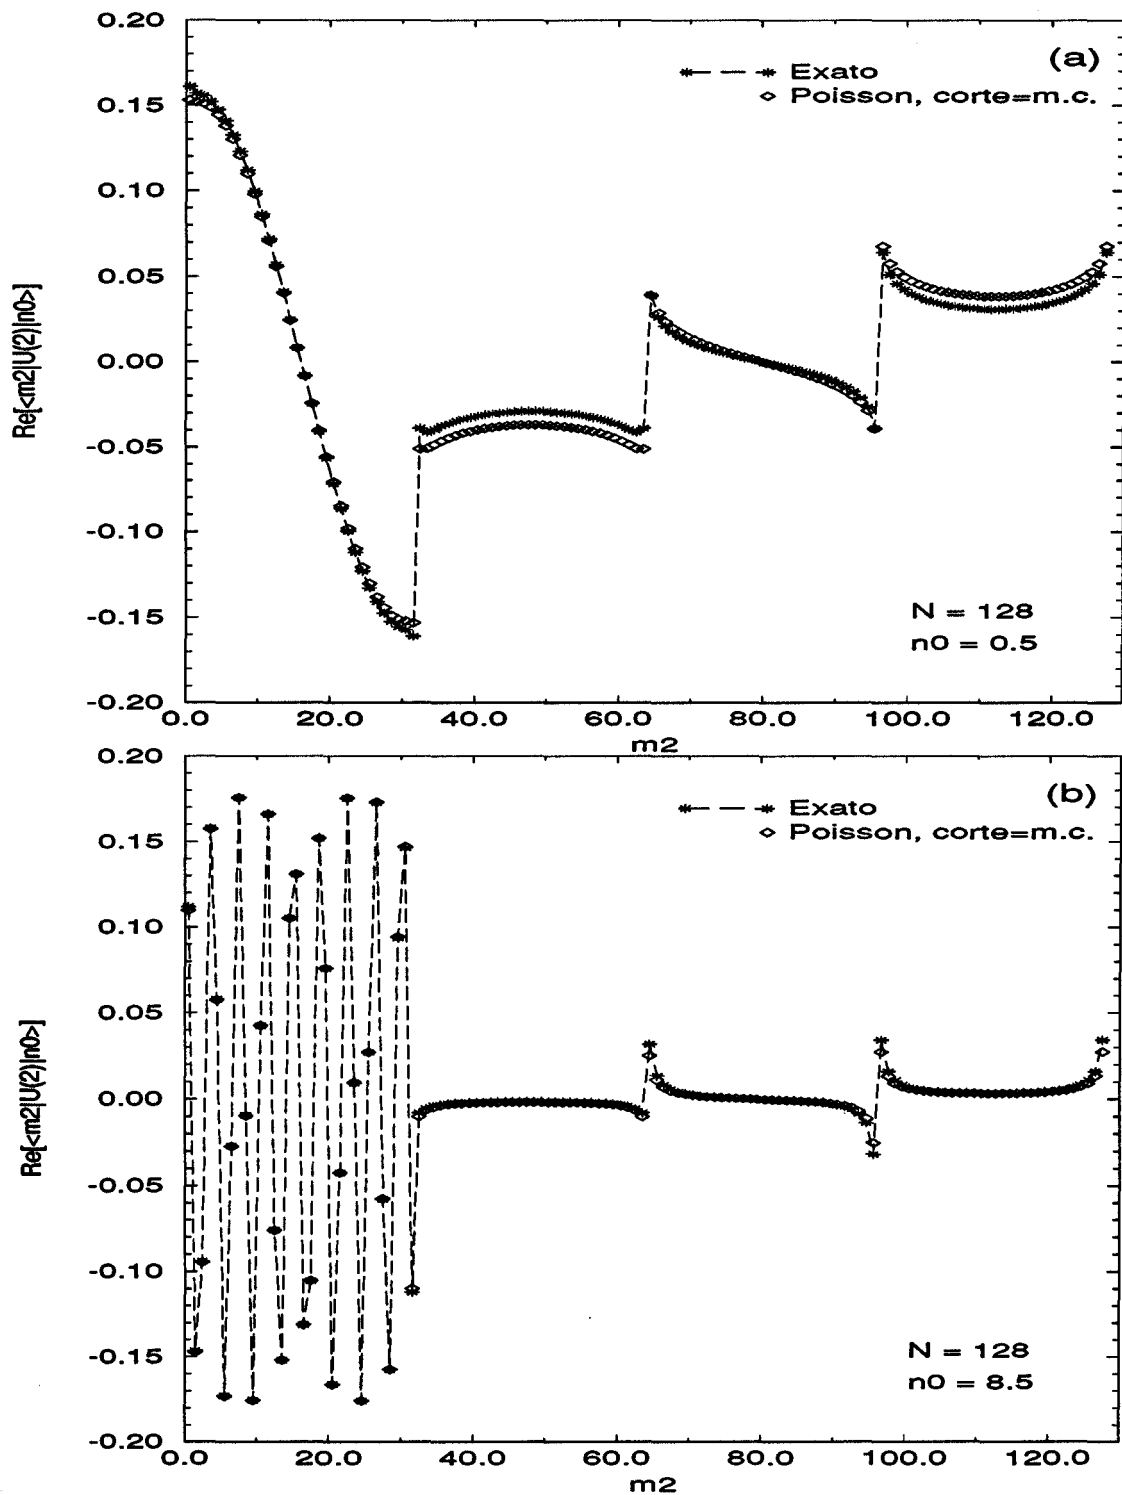 (a)
Exato
Poisson, corte=m.c.
0.20
0.15
0.10
0.05
0.00
-0.05
-0.10
-0.15
-0.20
Re[<m2|U(2)|n0>]
N = 128
n0 = 0.5
0.0 20.0 40.0 60.0 80.0 100.0 120.0
m2
(b)
Exato
Poisson, corte=m.c.
0.20
0.15
0.10
0.05
0.00
-0.05
-0.10
-0.15
-0.20
Re[<m2|U(2)|n0>]
N = 128
n0 = 8.5
0.0 20.0 40.0 60.0 80.0 100.0 120.0
m2